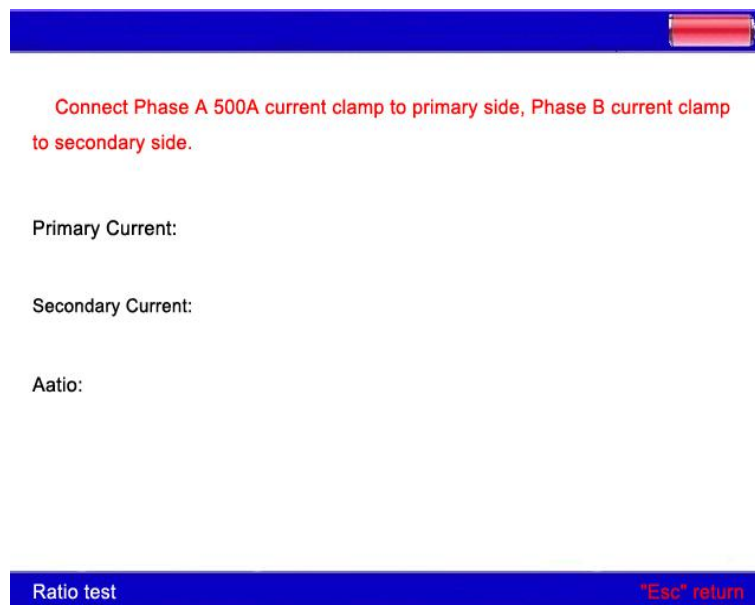 Connect Phase A 500A current clamp to primary side, Phase B current clamp
to secondary side.
Primary Current:
Secondary Current:
Aatio:
Ratio test
"Esc" return